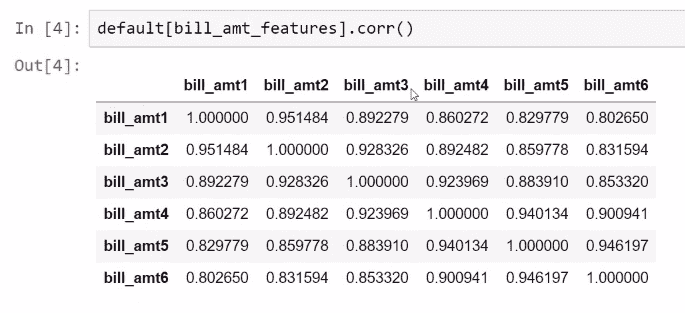 In [4]: default[bill_amt_features].corr()
Out[4]:
bill_amt1 bill_amt2 bill_amt3 bill_amt4 bill_amt5 bill_amt6
bill_amt1 1.000000 0.951484 0.892279 0.860272 0.829779 0.802650
bill_amt2 0.951484 1.000000 0.928326 0.892482 0.859778 0.831594
bill_amt3 0.892279 0.928326 1.000000 0.923969 0.883910 0.853320
bill_amt4 0.860272 0.892482 0.923969 1.000000 0.940134 0.900941
bill_amt5 0.829779 0.859778 0.883910 0.940134 1.000000 0.946197
bill_amt6 0.802650 0.831594 0.853320 0.900941 0.946197 1.000000